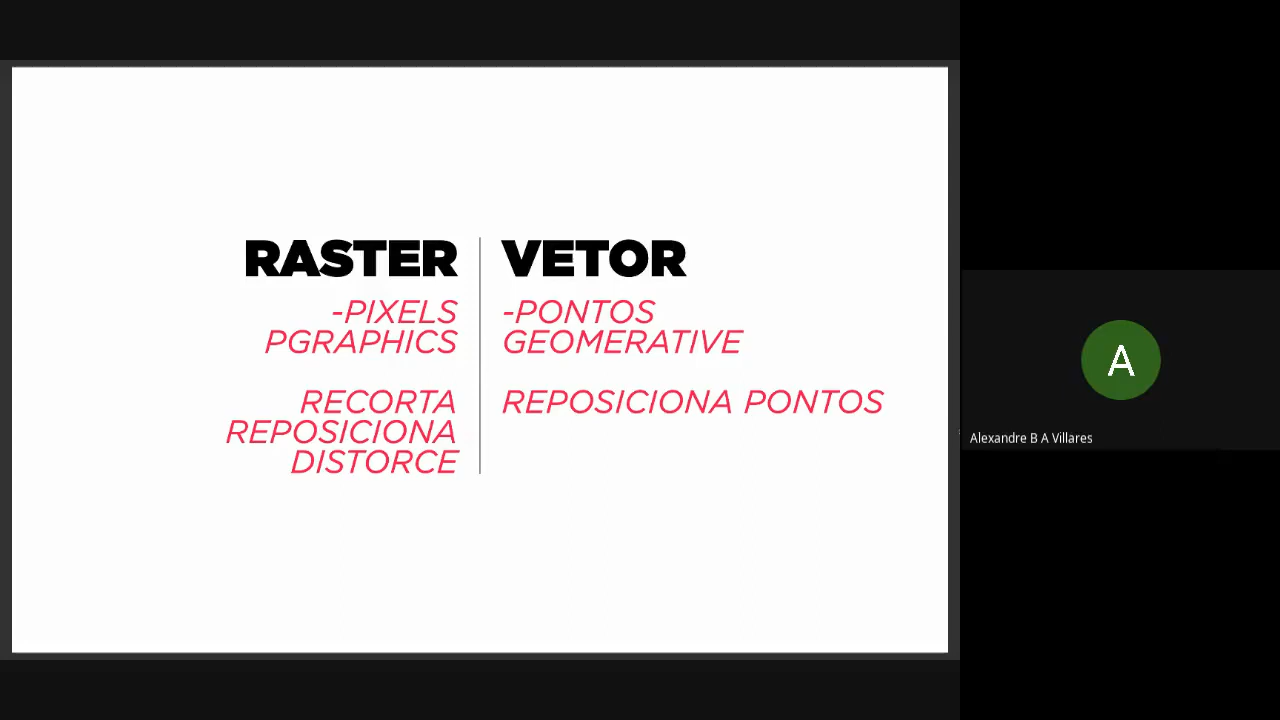 RASTER
-PIXELS
PGRAPHICS
RECORTA
REPOSICIONA
DISTORCE
VETOR
-PONTOS
GEOMERATIVE
REPOSICIONA PONTOS
A
Alexandre B A Villares